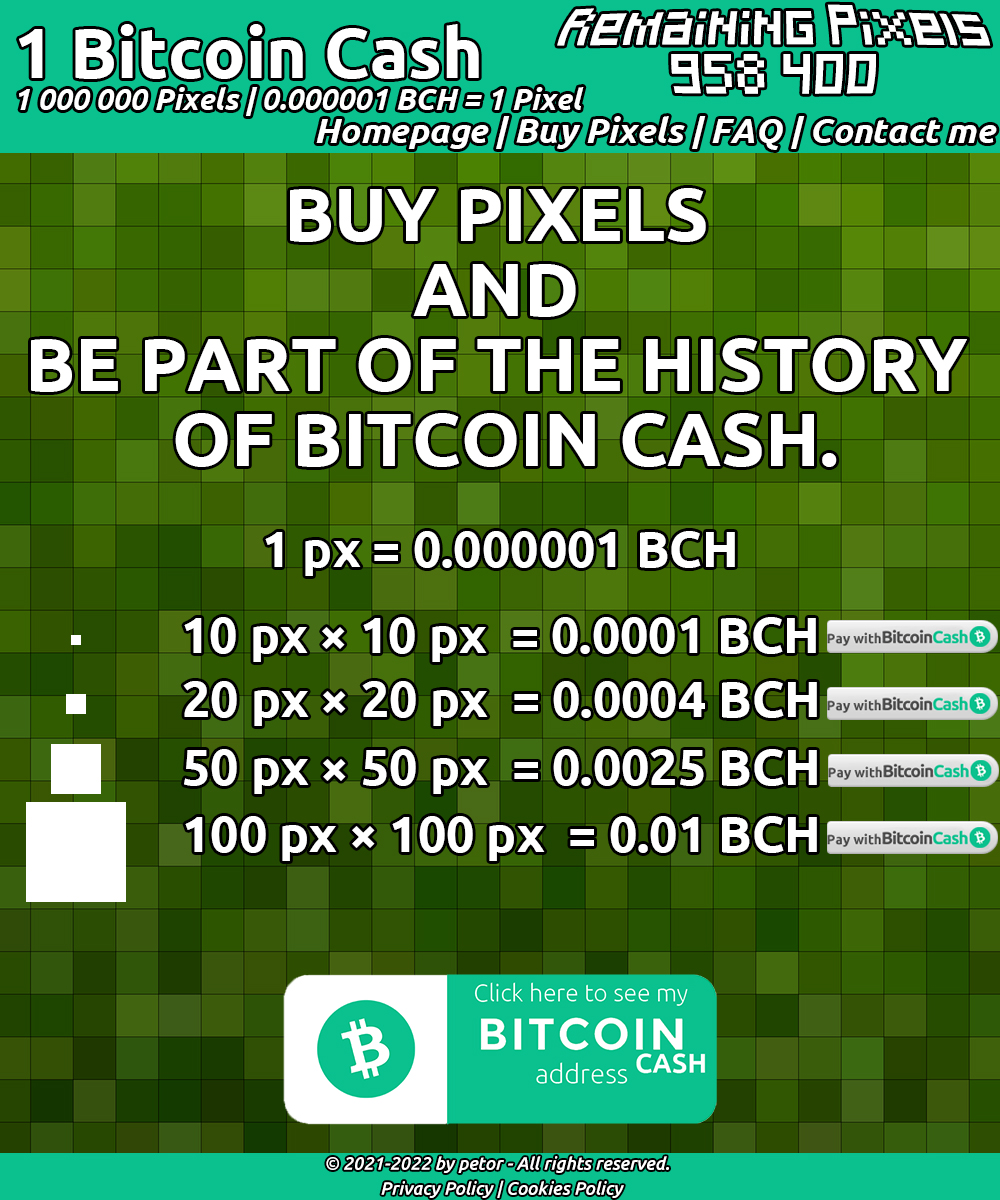 1 Bitcoin Cash
Remaining Pixels
958 400
1 000 000 Pixels | 0.000001 BCH = 1 Pixel
Homepage | Buy Pixels | FAQ | Contact me
BUY PIXELS
AND
BE PART OF THE HISTORY
OF BITCOIN CASH.
1 px = 0.000001 BCH
10 px × 10 px = 0.0001 BCH Pay with BitcoinCash
20 px × 20 px = 0.0004 BCH Pay with BitcoinCash
50 px × 50 px = 0.0025 BCH Pay with BitcoinCash
100 px × 100 px = 0.01 BCH Pay with BitcoinCash
Click here to see my
BITCOIN
CASH
address
© 2021-2022 by petor - All rights reserved.
Privacy Policy | Cookies Policy